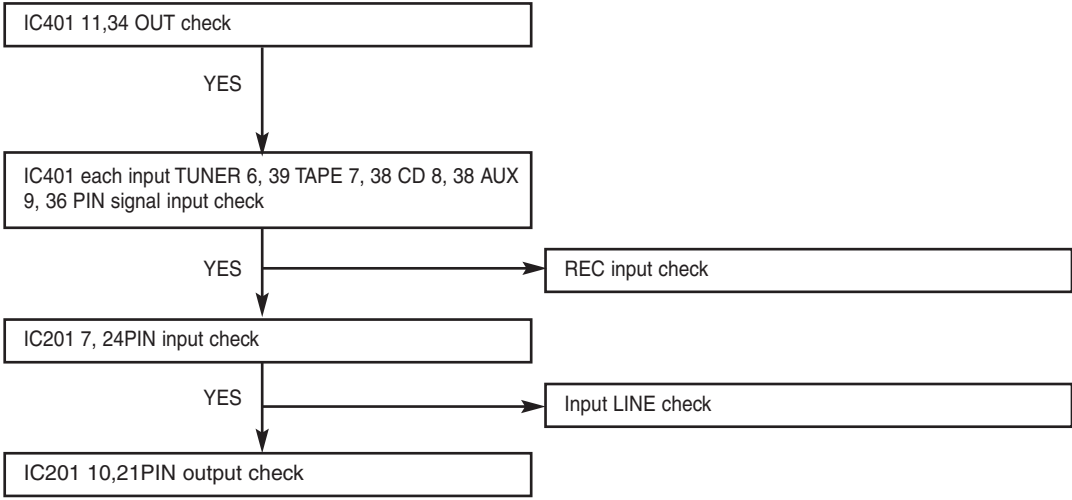 IC401 11,34 OUT check
YES
IC401 each input TUNER 6, 39 TAPE 7, 38 CD 8, 38 AUX
9, 36 PIN signal input check
YES
REC input check
IC201 7, 24PIN input check
YES
Input LINE check
IC201 10,21PIN output check